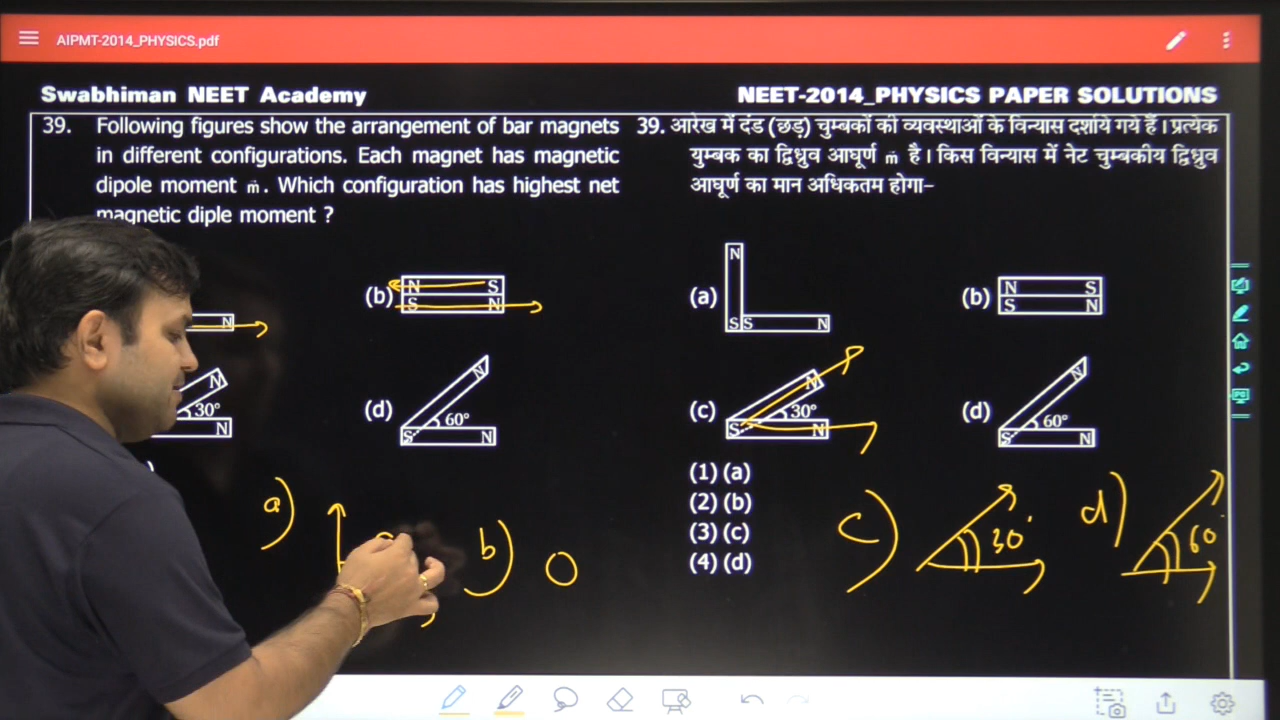 AIPMT-2014_PHYSICS.pdf
Swabhiman NEET Academy
NEET-2014_PHYSICS PAPER SOLUTIONS
39. Following figures show the arrangement of bar magnets
in different configurations. Each magnet has magnetic
dipole moment m⃗. Which configuration has highest net
magnetic diple moment ?
N
(b) N S
S N
N
30°
N
(d) N
60°
S N
39. आरेख में दंड (छड़) चुम्बकों की व्यवस्थाओं के विन्यास दर्शाये गये हैं। प्रत्येक
युम्बक का द्विध्रुव आघूर्ण m⃗ है। किस विन्यास में नेट चुम्बकीय द्विध्रुव
आघूर्ण का मान अधिकतम होगा–
(a) N
S S N
(b) N S
S N
(c) N
30°
S N
(d) N
60°
S N
(1) (a)
(2) (b)
(3) (c)
(4) (d)
a)
b) 0
c) 30°
d) 60°